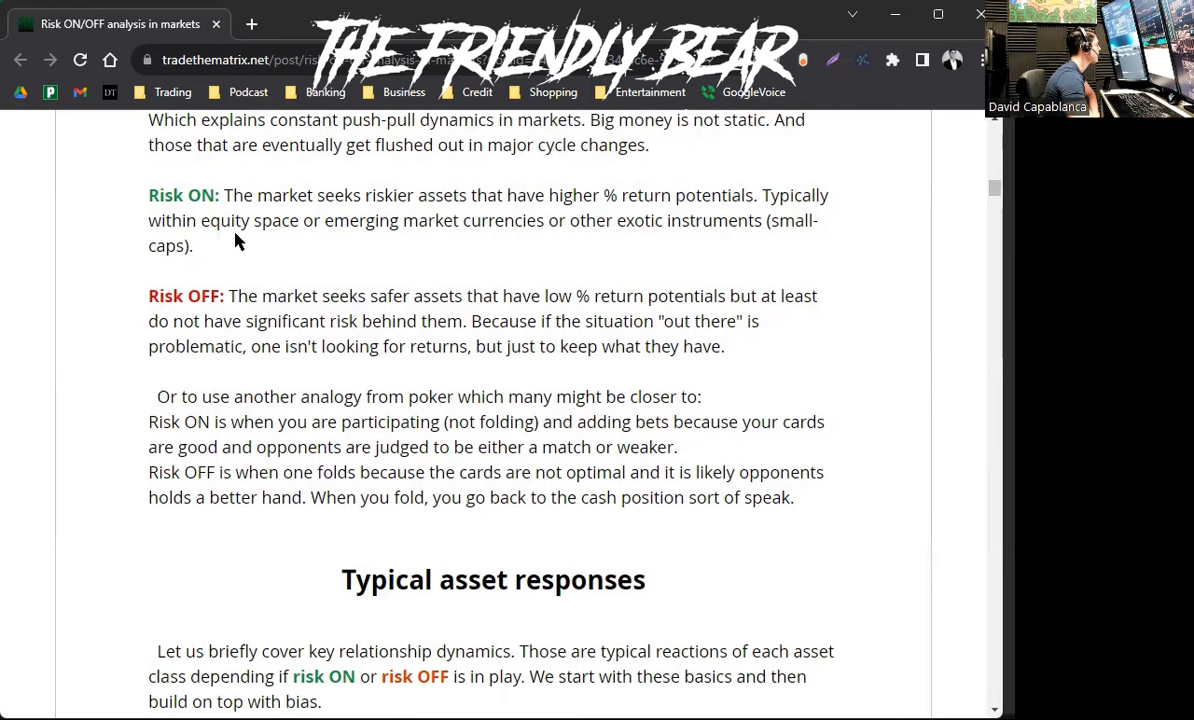 Risk ON/OFF analysis in markets
THE FRIENDLY BEAR
tradethematrix.net/post/ris
David Capablanca
Trading
Podcast
Banking
Business
Credit
Shopping
Entertainment
GoogleVoice
Which explains constant push-pull dynamics in markets. Big money is not static. And
those that are eventually get flushed out in major cycle changes.
Risk ON: The market seeks riskier assets that have higher % return potentials. Typically
within equity space or emerging market currencies or other exotic instruments (small-
caps).
Risk OFF: The market seeks safer assets that have low % return potentials but at least
do not have significant risk behind them. Because if the situation "out there" is
problematic, one isn't looking for returns, but just to keep what they have.
Or to use another analogy from poker which many might be closer to:
Risk ON is when you are participating (not folding) and adding bets because your cards
are good and opponents are judged to be either a match or weaker.
Risk OFF is when one folds because the cards are not optimal and it is likely opponents
holds a better hand. When you fold, you go back to the cash position sort of speak.
Typical asset responses
Let us briefly cover key relationship dynamics. Those are typical reactions of each asset
class depending if risk ON or risk OFF is in play. We start with these basics and then
build on top with bias.